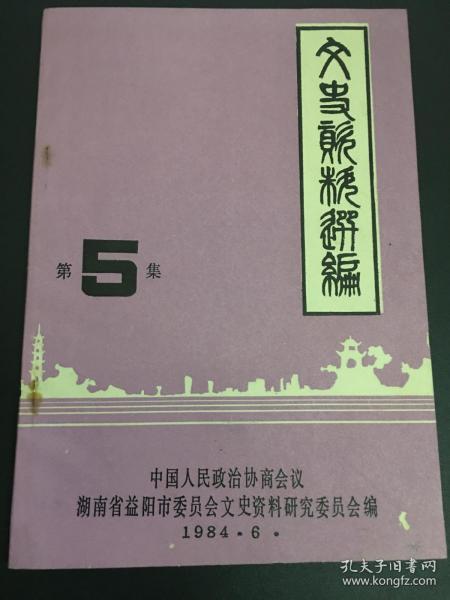 文史资料选编
第5集
中国人民政治协商会议
湖南省益阳市委员会文史资料研究委员会编
1984·6·
孔夫子旧书网
www.kongfz.com